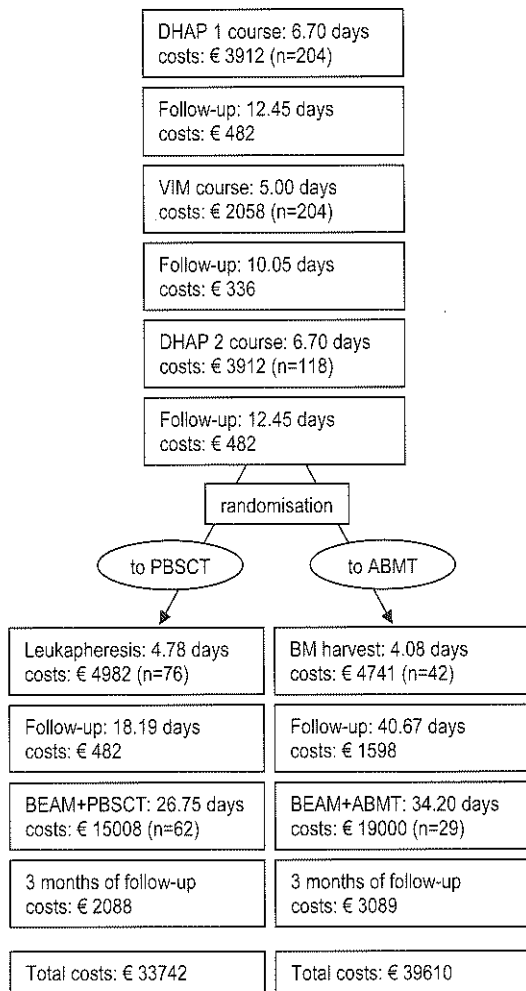 DHAP 1 course: 6.70 days
costs: € 3912 (n=204)
Follow-up: 12.45 days
costs: € 482
VIM course: 5.00 days
costs: € 2058 (n=204)
Follow-up: 10.05 days
costs: € 336
DHAP 2 course: 6.70 days
costs: € 3912 (n=118)
Follow-up: 12.45 days
costs: € 482
randomisation
to PBSCT
to ABMT
Leukapheresis: 4.78 days
costs: € 4982 (n=76)
Follow-up: 18.19 days
costs: € 482
BEAM+PBSCT: 26.75 days
costs: € 15008 (n=62)
3 months of follow-up
costs: € 2088
Total costs: € 33742
BM harvest: 4.08 days
costs: € 4741 (n=42)
Follow-up: 40.67 days
costs: € 1598
BEAM+ABMT: 34.20 days
costs: € 19000 (n=29)
3 months of follow-up
costs: € 3089
Total costs: € 39610